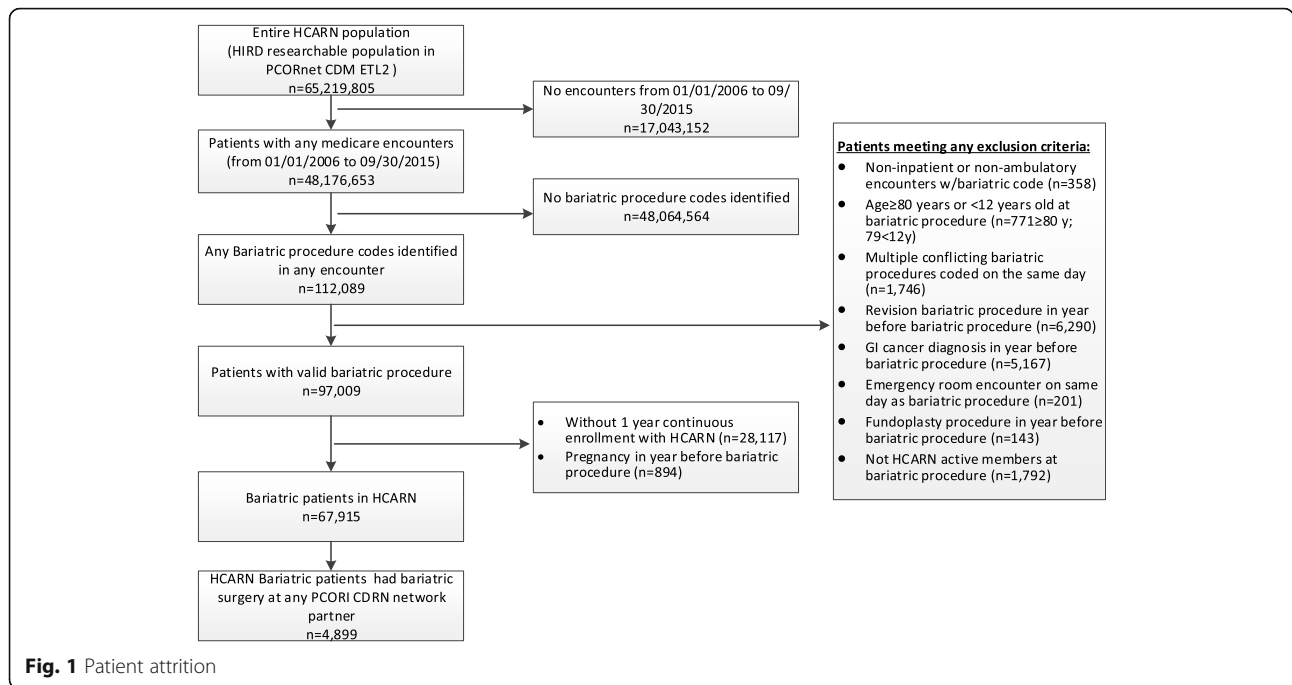 Entire HCARN population
(HIRD researchable population in
PCORnet CDM ETL2 )
n=65,219,805
No encounters from 01/01/2006 to 09/
30/2015
n=17,043,152
Patients with any medicare encounters
(from 01/01/2006 to 09/30/2015)
n=48,176,653
No bariatric procedure codes identified
n=48,064,564
Any Bariatric procedure codes identified
in any encounter
n=112,089
Patients meeting any exclusion criteria:
● Non-inpatient or non-ambulatory
encounters w/bariatric code (n=358)
● Age≥80 years or <12 years old at
bariatric procedure (n=771≥80 y;
79<12y)
● Multiple conflicting bariatric
procedures coded on the same day
(n=1,746)
● Revision bariatric procedure in year
before bariatric procedure (n=6,290)
● GI cancer diagnosis in year before
bariatric procedure (n=5,167)
● Emergency room encounter on same
day as bariatric procedure (n=201)
● Fundoplasty procedure in year before
bariatric procedure (n=143)
● Not HCARN active members at
bariatric procedure (n=1,792)
Patients with valid bariatric procedure
n=97,009
● Without 1 year continuous
enrollment with HCARN (n=28,117)
● Pregnancy in year before bariatric
procedure (n=894)
Bariatric patients in HCARN
n=67,915
HCARN Bariatric patients had bariatric
surgery at any PCORI CDRN network
partner
n=4,899
Fig. 1 Patient attrition